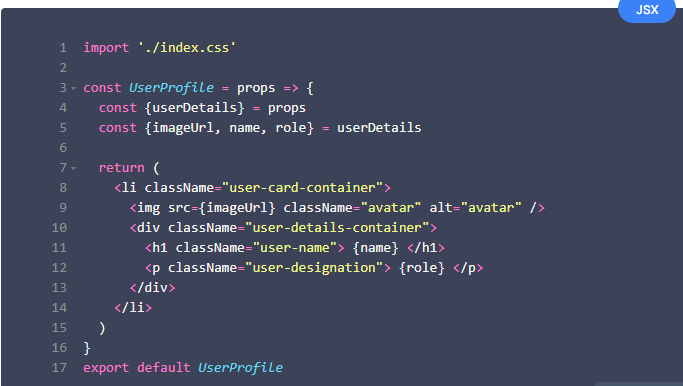 JSX
1 import './index.css'
2
3 const UserProfile = props => {
4   const {userDetails} = props
5   const {imageUrl, name, role} = userDetails
6
7   return (
8     <li className="user-card-container">
9       <img src={imageUrl} className="avatar" alt="avatar" />
10       <div className="user-details-container">
11         <h1 className="user-name"> {name} </h1>
12         <p className="user-designation"> {role} </p>
13       </div>
14     </li>
15   )
16 }
17 export default UserProfile